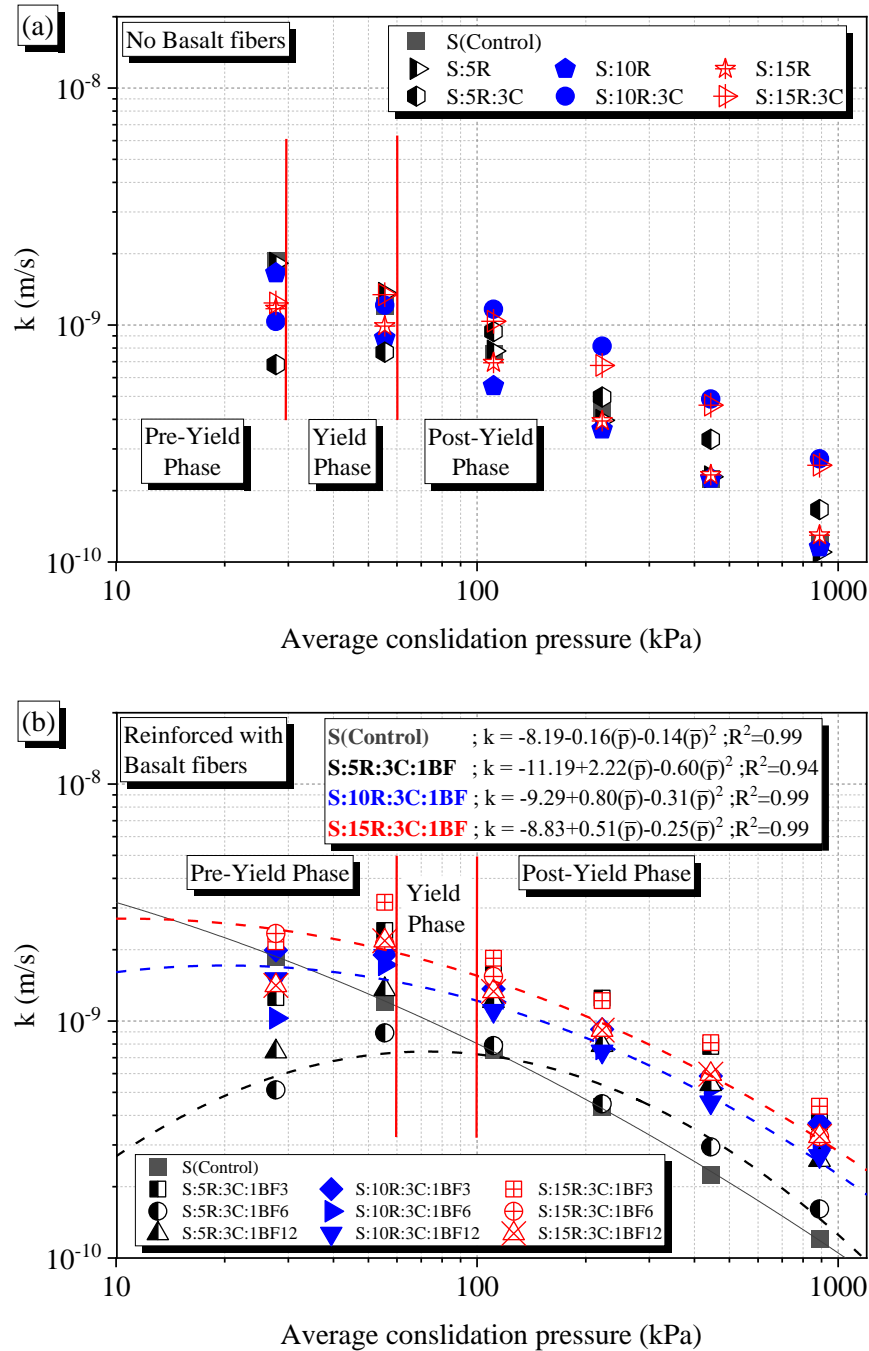 (a)
No Basalt fibers
S(Control)
S:5R S:10R S:15R
S:5R:3C S:10R:3C S:15R:3C
10⁻⁸
10⁻⁹
10⁻¹⁰
k (m/s)
Pre-Yield
Phase
Yield
Phase
Post-Yield
Phase
10 100 1000
Average conslidation pressure (kPa)
(b)
Reinforced with
Basalt fibers
S(Control) ; k = -8.19-0.16(p̅)-0.14(p̅)² ;R²=0.99
S:5R:3C:1BF ; k = -11.19+2.22(p̅)-0.60(p̅)² ;R²=0.94
S:10R:3C:1BF ; k = -9.29+0.80(p̅)-0.31(p̅)² ;R²=0.99
S:15R:3C:1BF ; k = -8.83+0.51(p̅)-0.25(p̅)² ;R²=0.99
10⁻⁸
10⁻⁹
10⁻¹⁰
k (m/s)
Pre-Yield Phase
Yield
Phase
Post-Yield Phase
S(Control)
S:5R:3C:1BF3 S:10R:3C:1BF3 S:15R:3C:1BF3
S:5R:3C:1BF6 S:10R:3C:1BF6 S:15R:3C:1BF6
S:5R:3C:1BF12 S:10R:3C:1BF12 S:15R:3C:1BF12
10 100 1000
Average conslidation pressure (kPa)